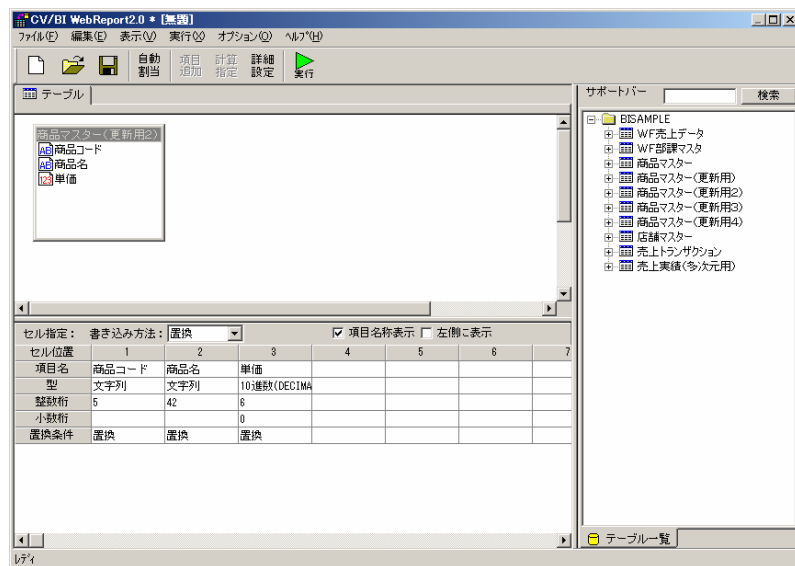 CV/BI WebReport2.0 * [無題]
ファイル(F) 編集(E) 表示(V) 実行(X) オプション(O) ヘルプ(H)
自動割当 項目追加 計算指定 詳細設定 実行
テーブル
サポートバー 検索
商品マスター(更新用2)
AB 商品コード
AB 商品名
123 単価
BISAMPLE
WF売上データ
WF部課マスタ
商品マスター
商品マスター(更新用)
商品マスター(更新用2)
商品マスター(更新用3)
商品マスター(更新用4)
店舗マスター
売上トランザクション
売上実績(多次元用)
セル指定: 書き込み方法: 置換 項目名称表示 左側に表示
セル位置 1 2 3 4 5 6 7
項目名 商品コード 商品名 単価
型 文字列 文字列 10進数(DECIMA
整数桁 5 42 6
小数桁 0
置換条件 置換 置換 置換
テーブル一覧
レディ